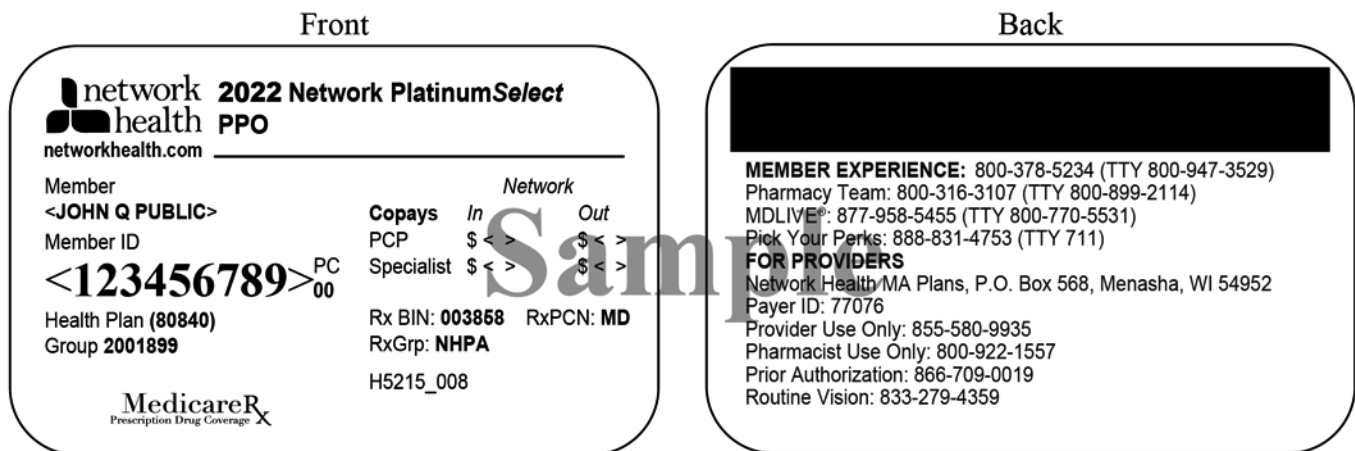 Front
network health
2022 Network PlatinumSelect
PPO
networkhealth.com
Member
<JOHN Q PUBLIC>
Member ID
<123456789> PC 00
Health Plan (80840)
Group 2001899
MedicareRx
Prescription Drug Coverage
Network
Copays In Out
PCP $ < > $ < >
Specialist $ < > $ < >
Rx BIN: 003858 RxPCN: MD
RxGrp: NHPA
H5215_008
Sample
Back
MEMBER EXPERIENCE: 800-378-5234 (TTY 800-947-3529)
Pharmacy Team: 800-316-3107 (TTY 800-899-2114)
MDLIVE®: 877-958-5455 (TTY 800-770-5531)
Pick Your Perks: 888-831-4753 (TTY 711)
FOR PROVIDERS
Network Health MA Plans, P.O. Box 568, Menasha, WI 54952
Payer ID: 77076
Provider Use Only: 855-580-9935
Pharmacist Use Only: 800-922-1557
Prior Authorization: 866-709-0019
Routine Vision: 833-279-4359